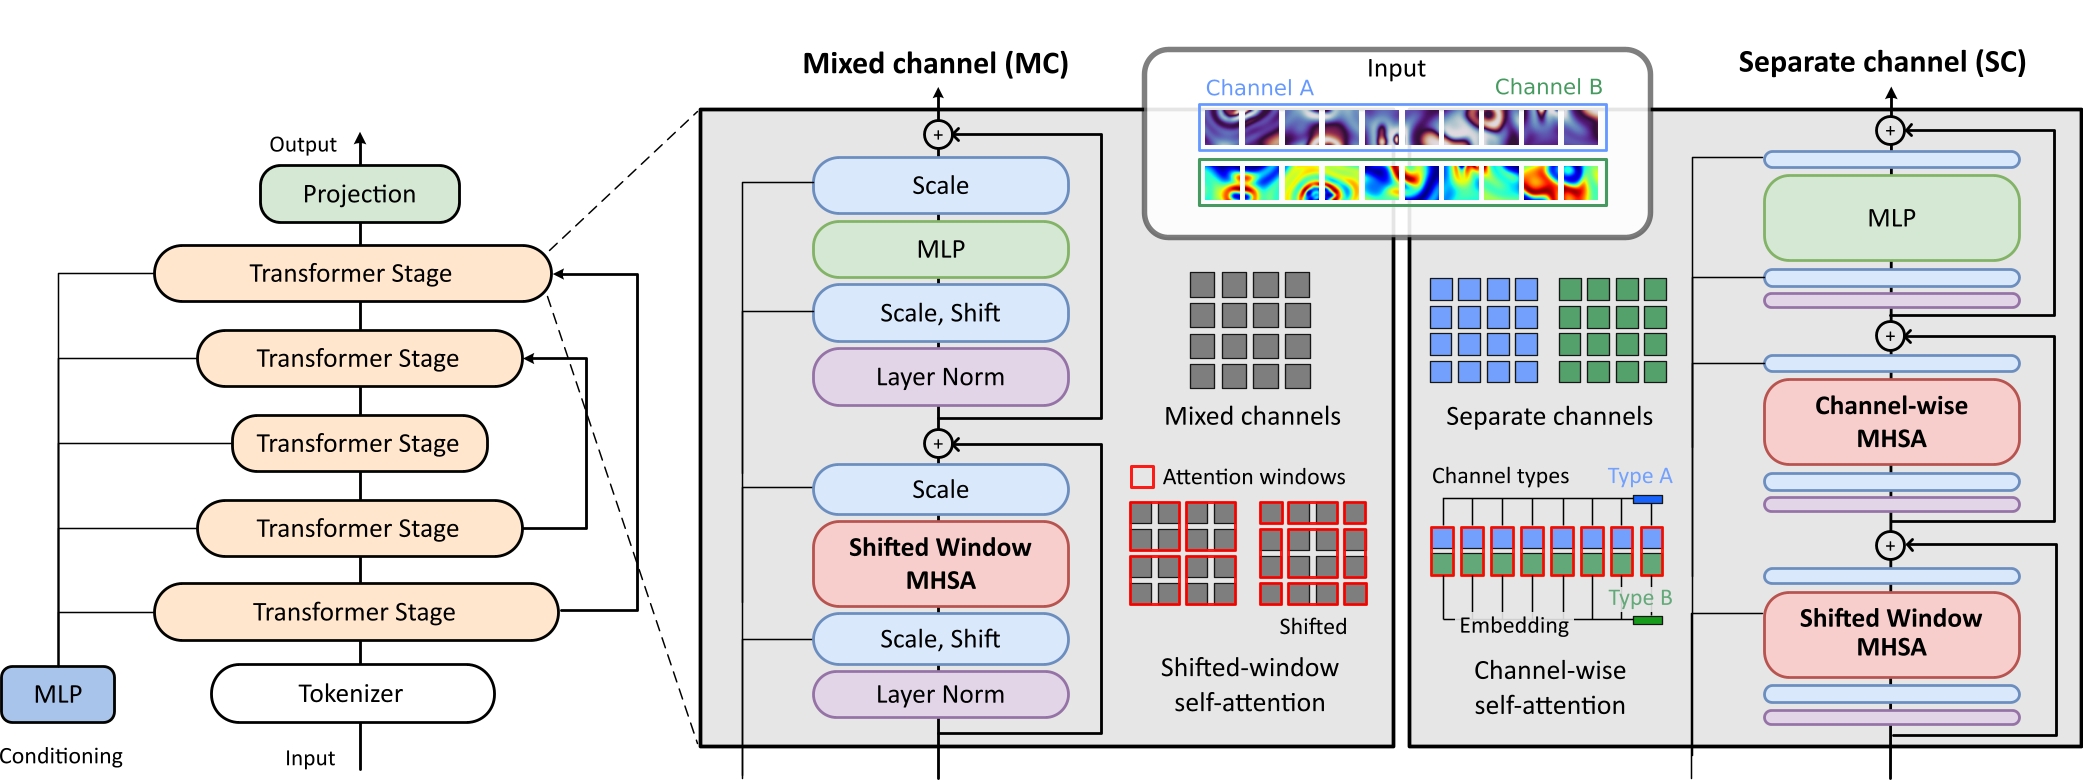 Output
Projection
Transformer Stage
Transformer Stage
Transformer Stage
Transformer Stage
Transformer Stage
MLP
Tokenizer
Conditioning
Input
Mixed channel (MC)
Scale
MLP
Scale, Shift
Layer Norm
Scale
Shifted Window
MHSA
Scale, Shift
Layer Norm
Input
Channel A
Channel B
Mixed channels
Attention windows
Shifted
Shifted-window
self-attention
Separate channels
Channel types
Type A
Type B
Embedding
Channel-wise
self-attention
Separate channel (SC)
MLP
Channel-wise
MHSA
Shifted Window
MHSA